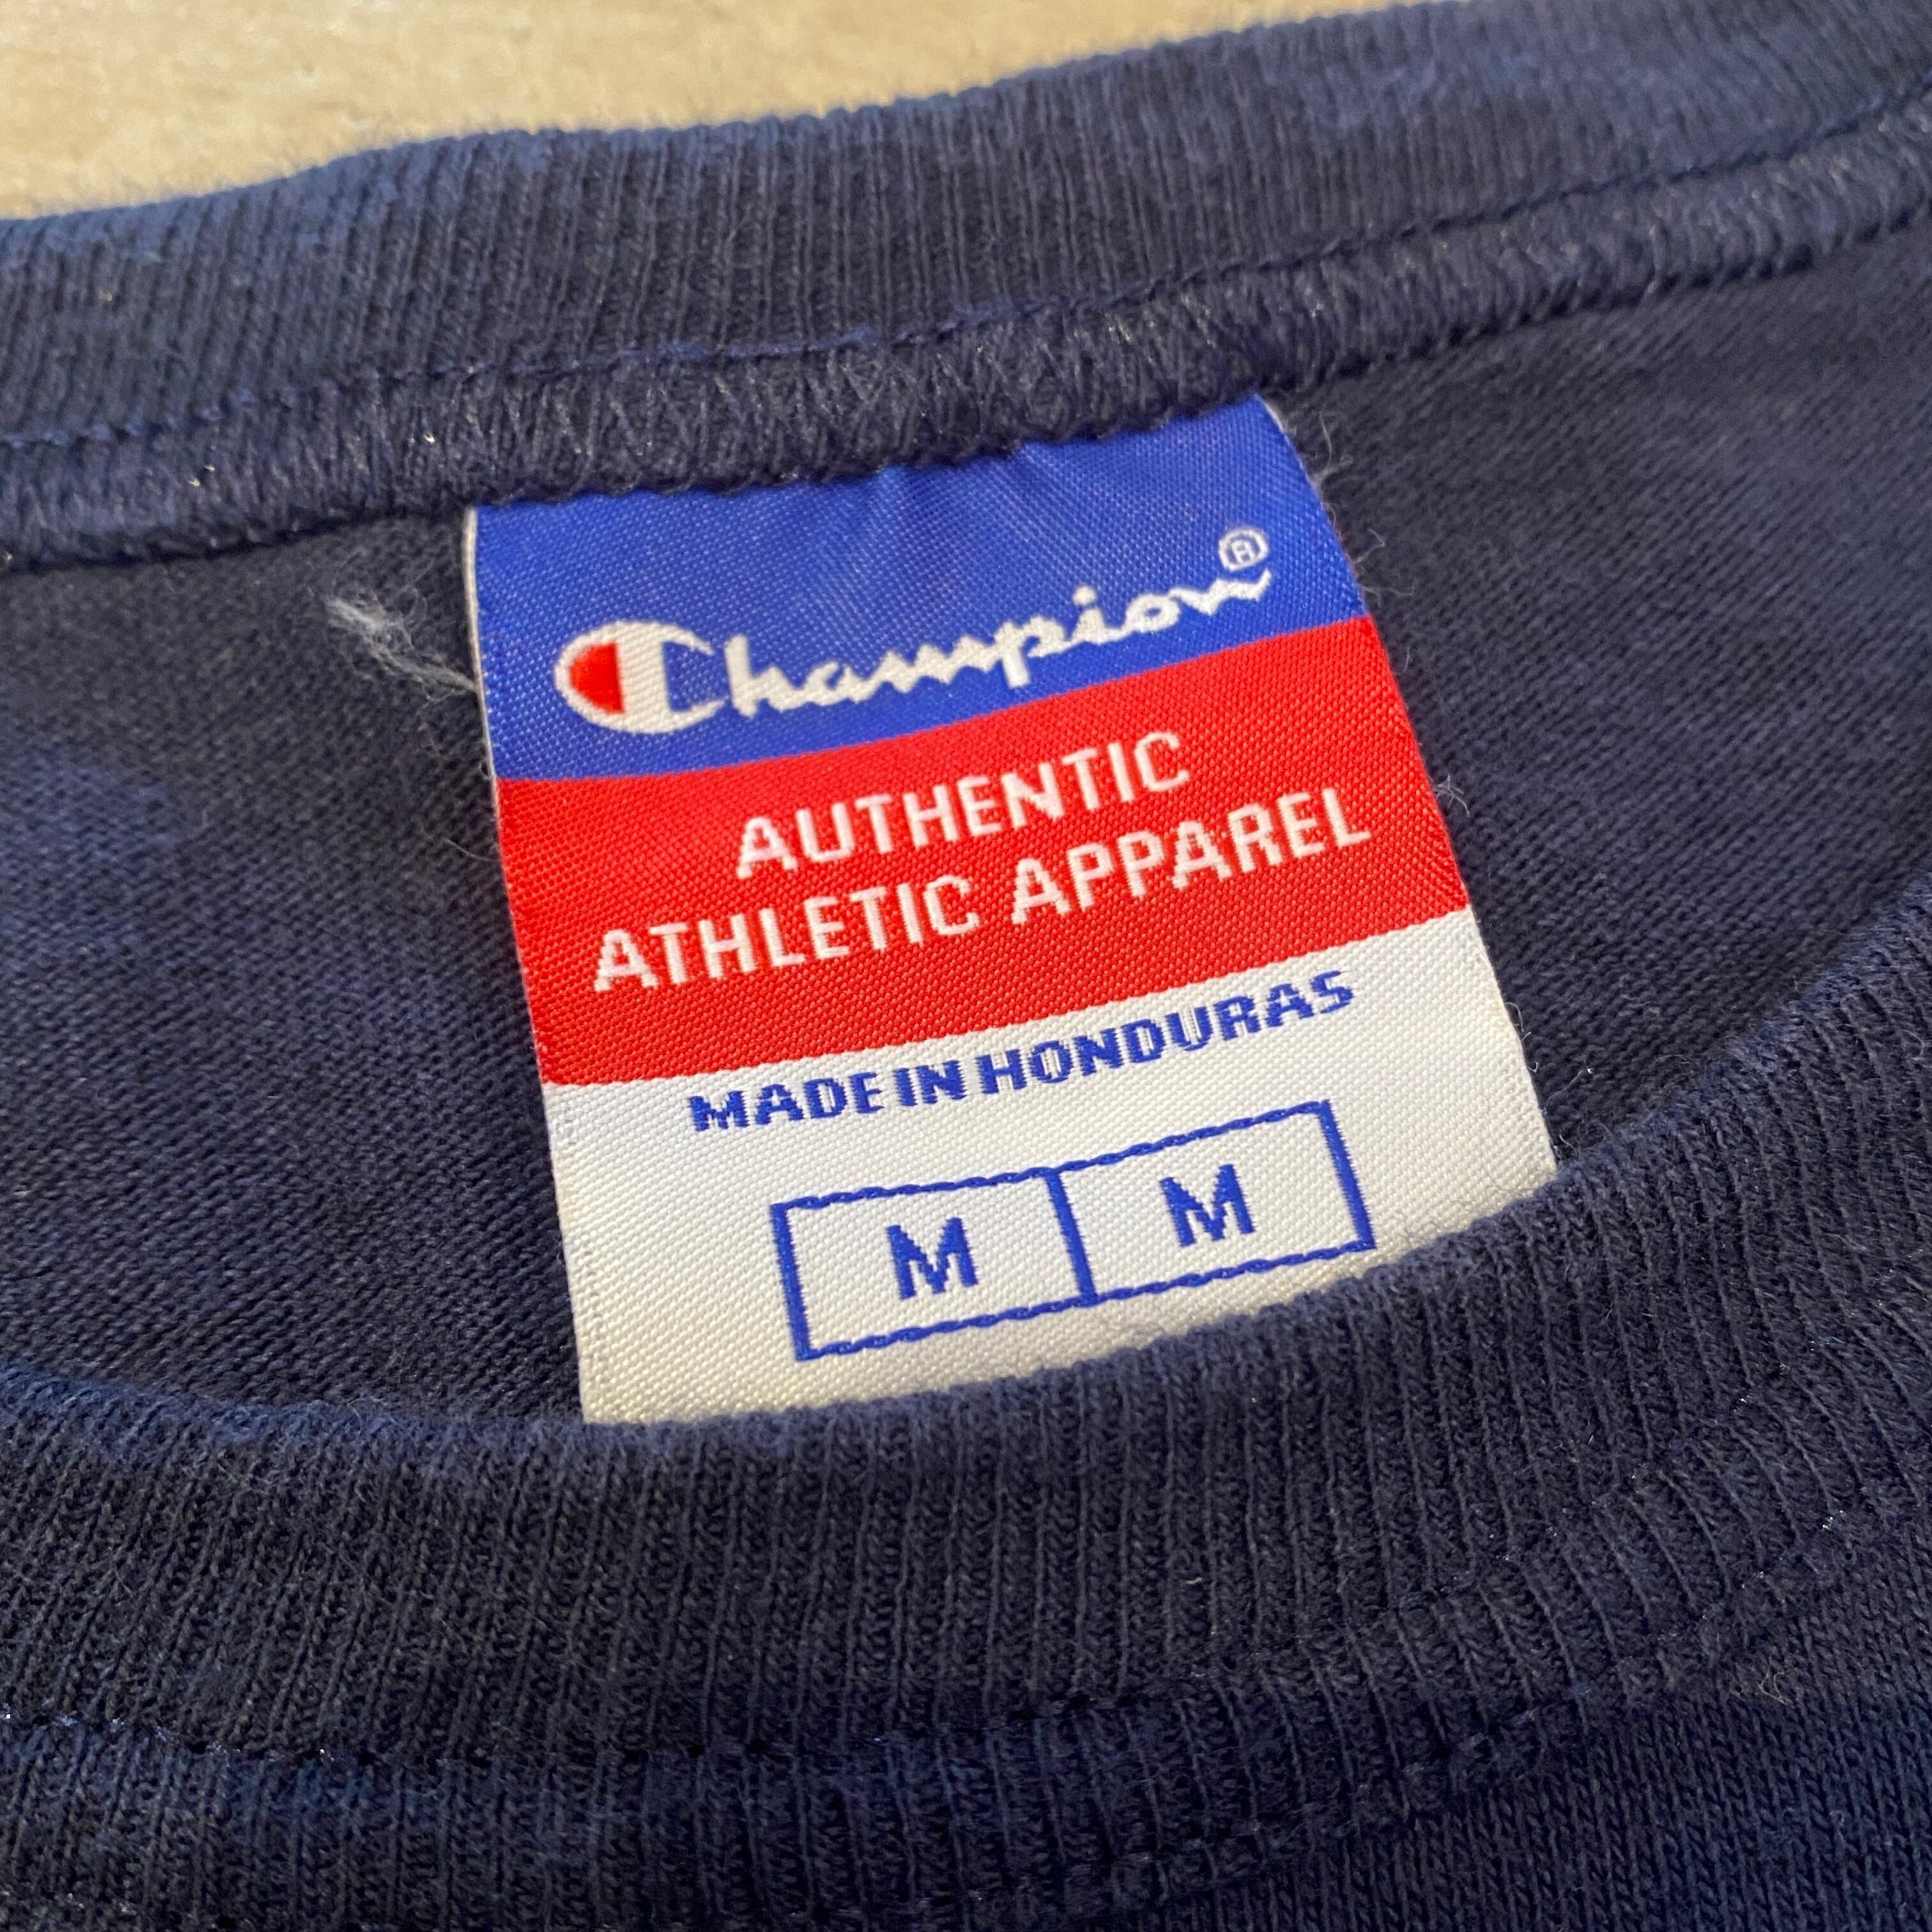 Champion®
AUTHENTIC
ATHLETIC APPAREL
MADE IN HONDURAS
M M